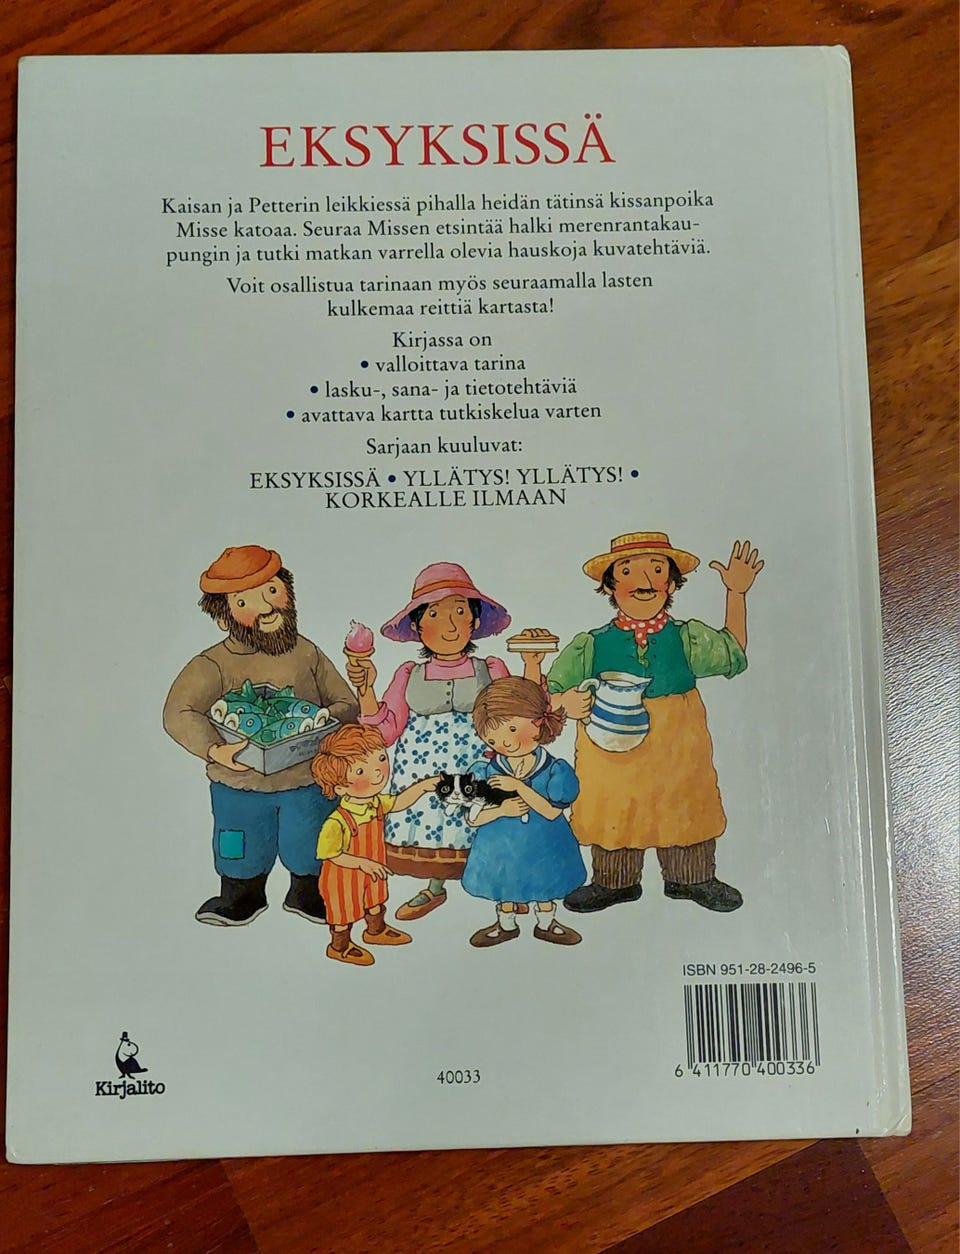 EKSYKSISSÄ
Kaisan ja Petterin leikkiessä pihalla heidän tätinsä kissanpoika
Misse katoaa. Seuraa Missen etsintää halki merenrantakau-
pungin ja tutki matkan varrella olevia hauskoja kuvatehtäviä.
Voit osallistua tarinaan myös seuraamalla lasten
kulkemaa reittiä kartasta!
Kirjassa on
• valloittava tarina
• lasku-, sana- ja tietotehtäviä
• avattava kartta tutkiskelua varten
Sarjaan kuuluvat:
EKSYKSISSÄ • YLLÄTYS! YLLÄTYS! •
KORKEALLE ILMAAN
ISBN 951-28-2496-5
6 411770 400336
40033
Kirjalito